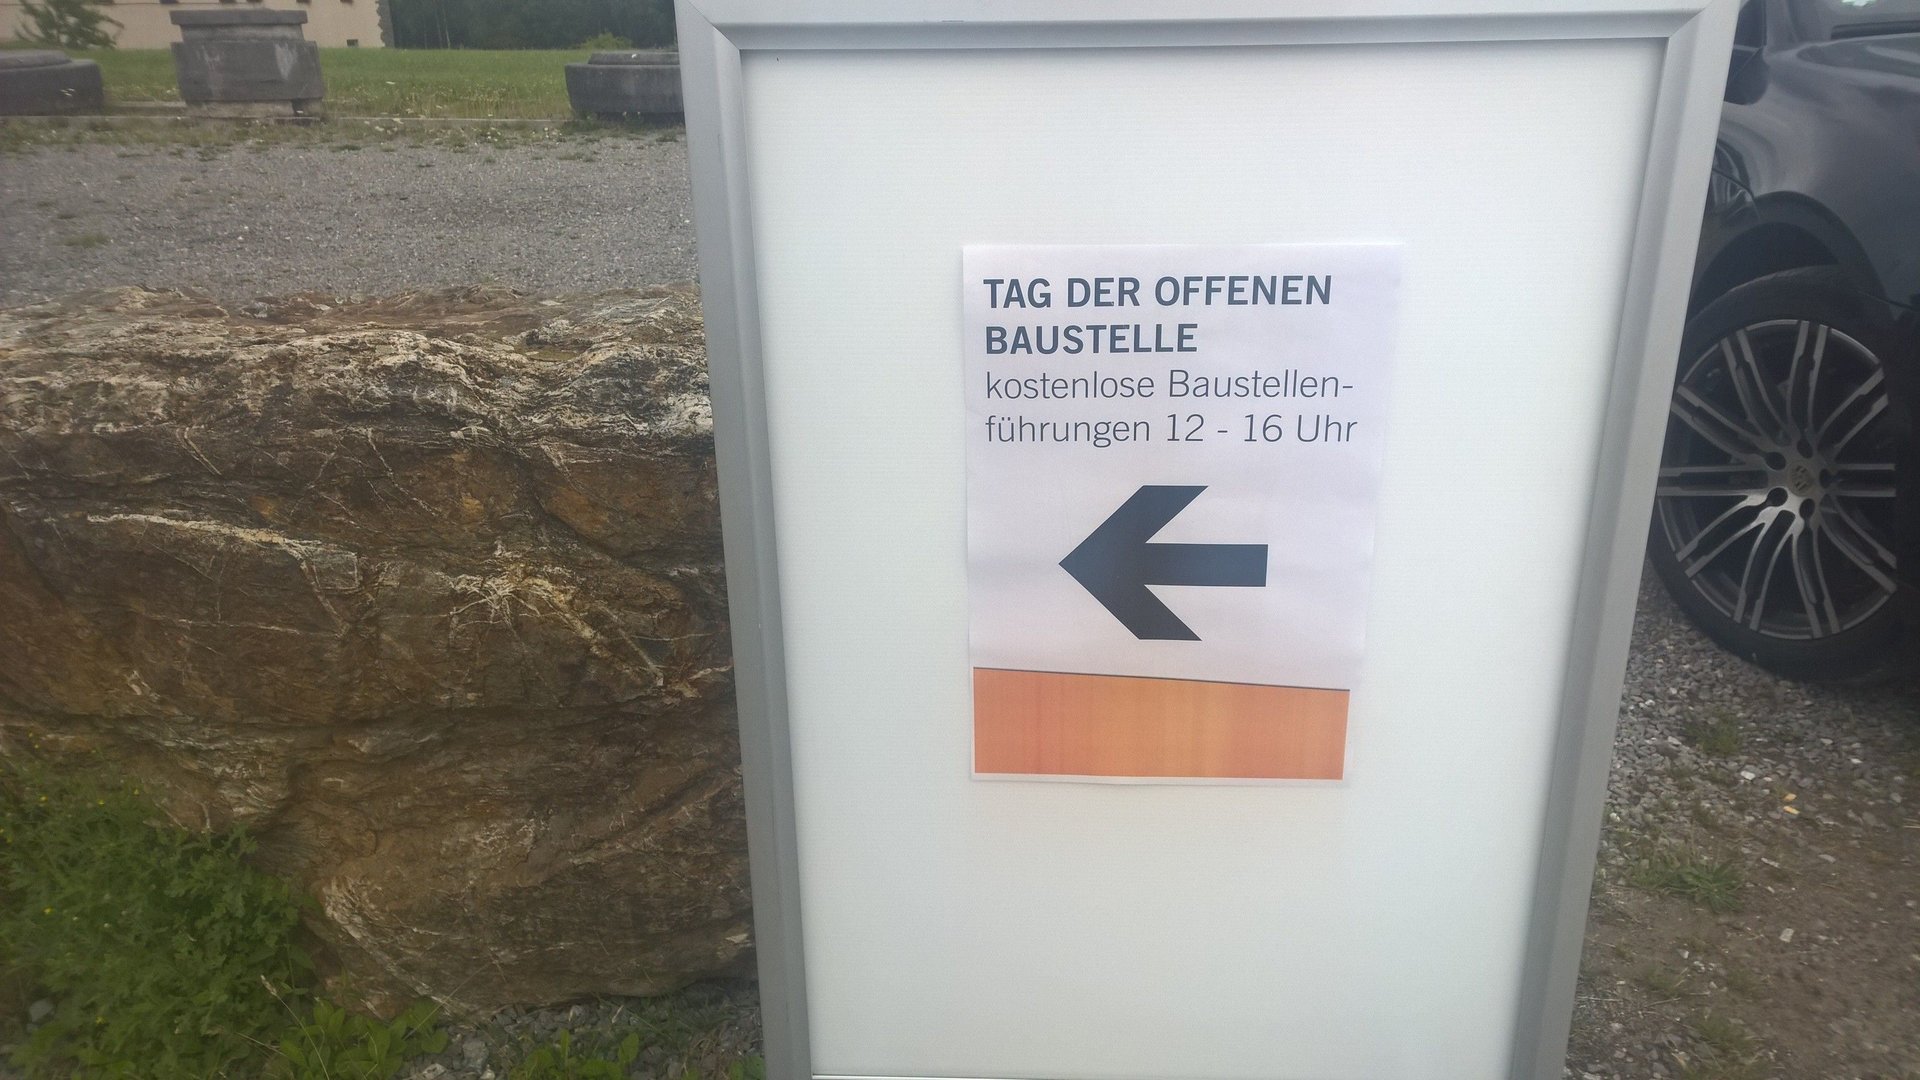 TAG DER OFFENEN
BAUSTELLE
kostenlose Baustellen-
führungen 12 - 16 Uhr